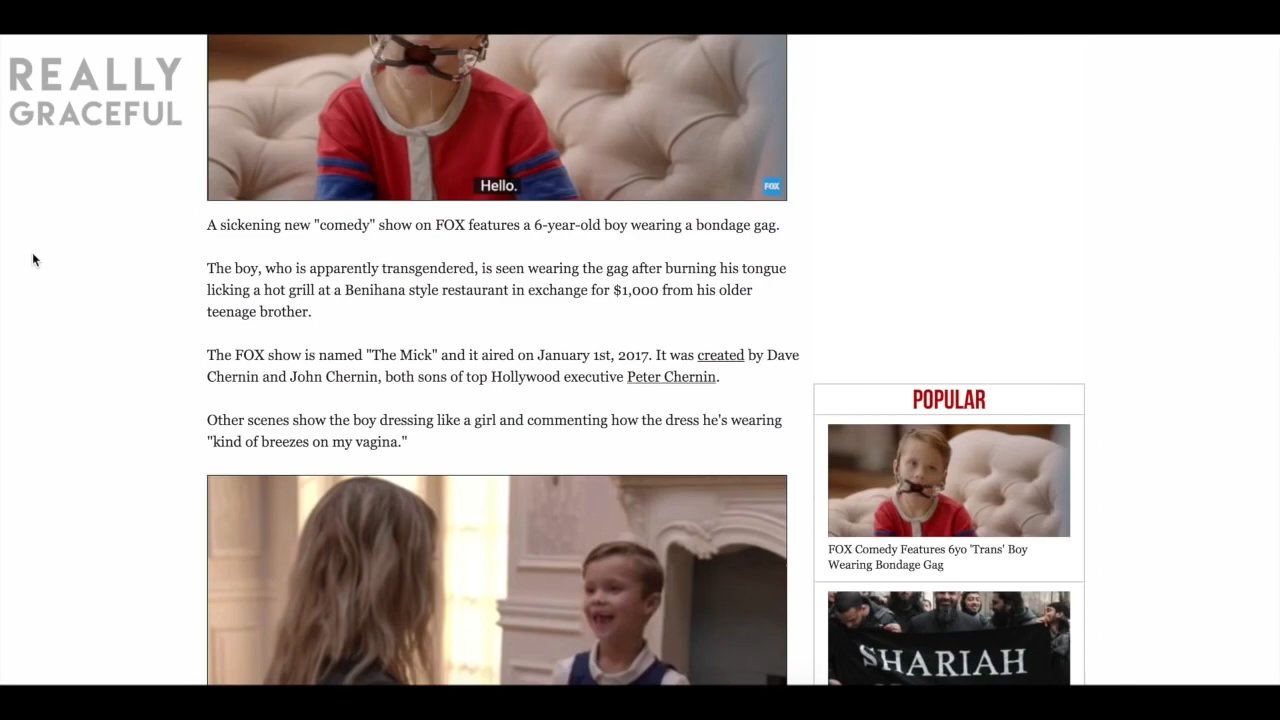 REALLY
GRACEFUL
Hello.
FOX
A sickening new "comedy" show on FOX features a 6-year-old boy wearing a bondage gag.
The boy, who is apparently transgendered, is seen wearing the gag after burning his tongue
licking a hot grill at a Benihana style restaurant in exchange for $1,000 from his older
teenage brother.
The FOX show is named "The Mick" and it aired on January 1st, 2017. It was created by Dave
Chernin and John Chernin, both sons of top Hollywood executive Peter Chernin.
Other scenes show the boy dressing like a girl and commenting how the dress he's wearing
"kind of breezes on my vagina."
POPULAR
FOX Comedy Features 6yo 'Trans' Boy
Wearing Bondage Gag
SHARIAH